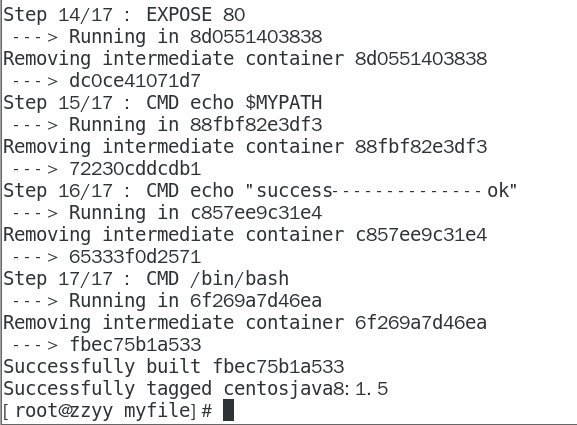 Step 14/17 : EXPOSE 80
 ---> Running in 8d0551403838
Removing intermediate container 8d0551403838
 ---> dc0ce41071d7
Step 15/17 : CMD echo $MYPATH
 ---> Running in 88fbf82e3df3
Removing intermediate container 88fbf82e3df3
 ---> 72230cddcdb1
Step 16/17 : CMD echo "success--------------ok"
 ---> Running in c857ee9c31e4
Removing intermediate container c857ee9c31e4
 ---> 65333f0d2571
Step 17/17 : CMD /bin/bash
 ---> Running in 6f269a7d46ea
Removing intermediate container 6f269a7d46ea
 ---> fbec75b1a533
Successfully built fbec75b1a533
Successfully tagged centosjava8:1.5
[root@zzyy myfile]#